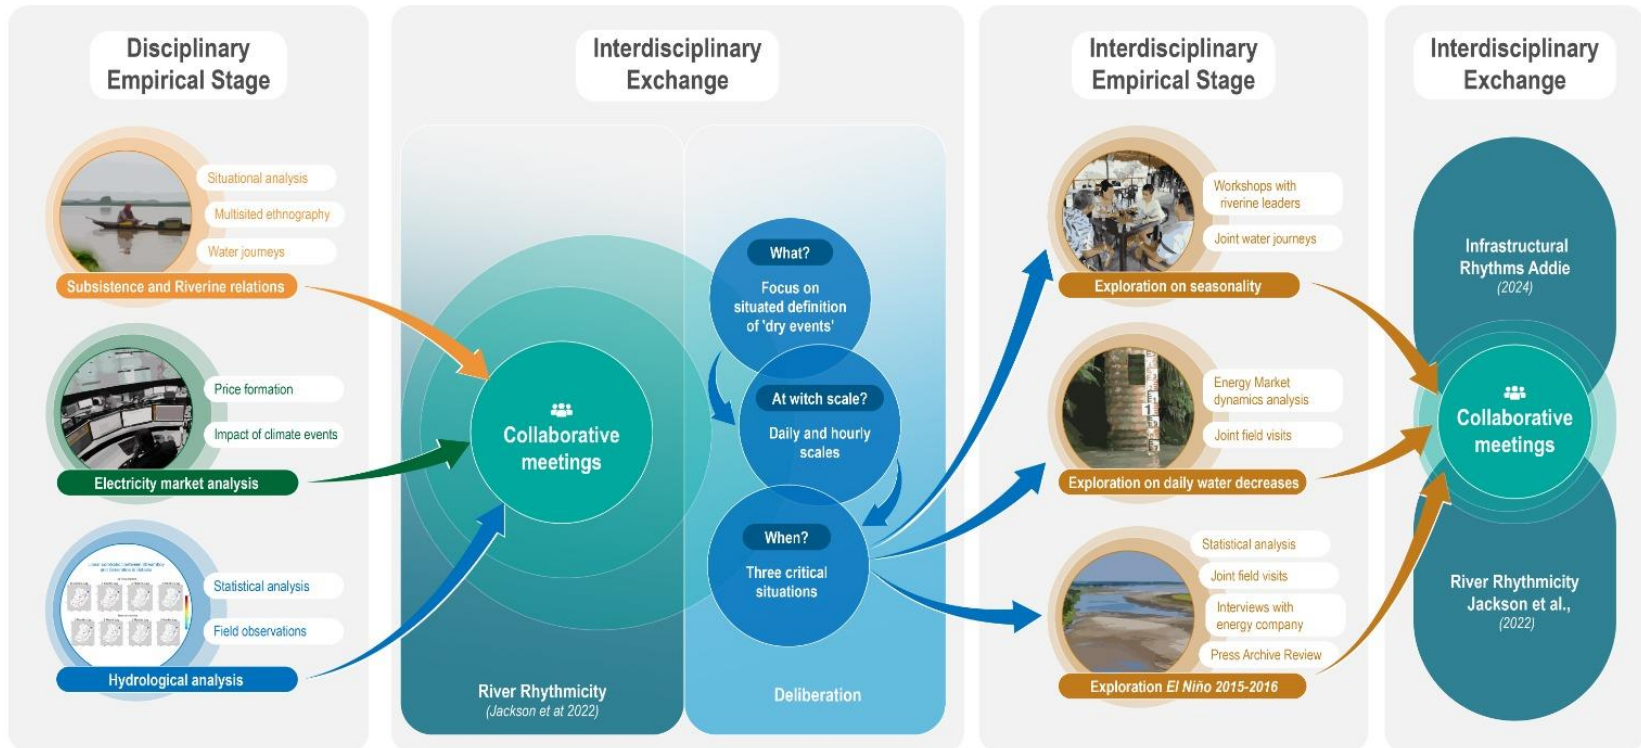 Disciplinary
Empirical Stage
Situational analysis
Multisited ethnography
Water journeys
Subsistence and Riverine relations
Price formation
Impact of climate events
Electricity market analysis
Statistical analysis
Field observations
Hydrological analysis
Interdisciplinary
Exchange
Collaborative
meetings
River Rhythmicity
(Jackson et at 2022)
What?
Focus on
situated definition
of 'dry events'
At witch scale?
Daily and hourly
scales
When?
Three critical
situations
Deliberation
Interdisciplinary
Empirical Stage
Workshops with
riverine leaders
Joint water journeys
Exploration on seasonality
Energy Market
dynamics analysis
Joint field visits
Exploration on daily water decreases
Statistical analysis
Joint field visits
Interviews with
energy company
Press Archive Review
Exploration El Niño 2015-2016
Interdisciplinary
Exchange
Infrastructural
Rhythms Addie
(2024)
Collaborative
meetings
River Rhythmicity
Jackson et al.,
(2022)